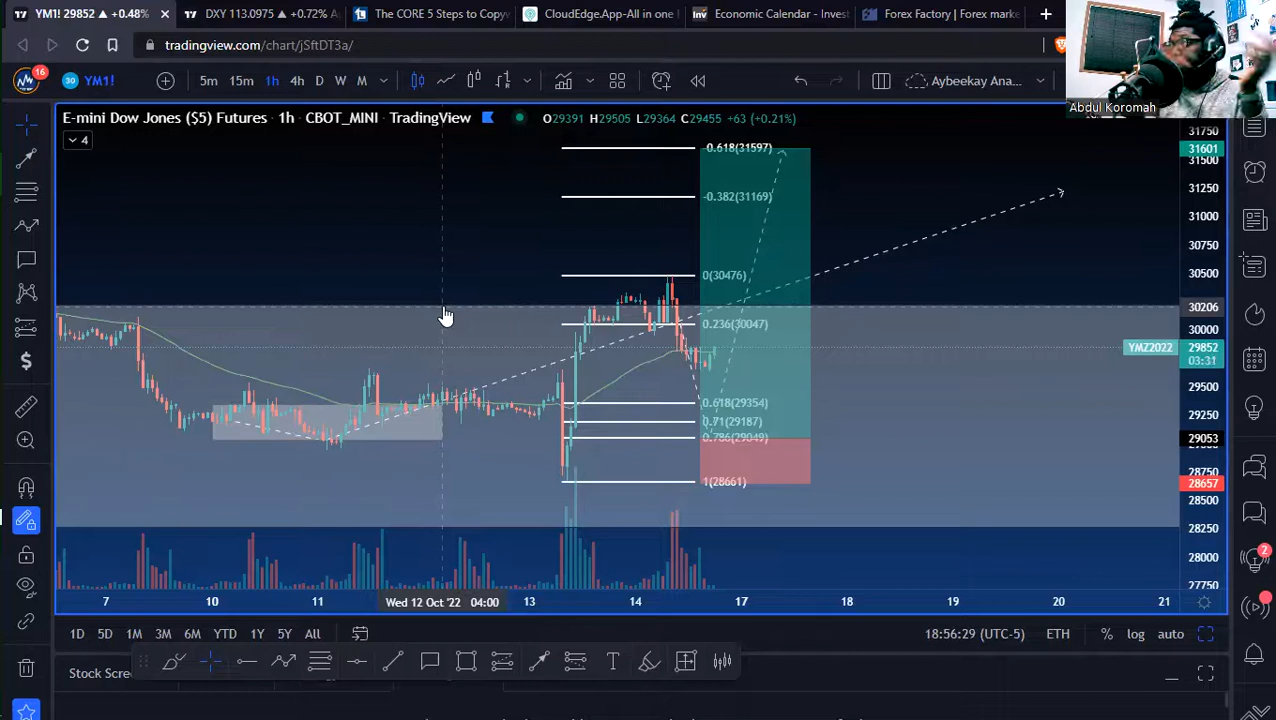 YM1! 29852 ▲ +0.48%
DXY 113.0975 ▲ +0.72% A
The CORE 5 Steps to Copyw
CloudEdge.App-All in one
Economic Calendar - Invest
Forex Factory | Forex marke
tradingview.com/chart/jSftDT3a/
16
30 YM1!
5m 15m 1h 4h D W M
Aybeekay Ana...
Abdul Koromah
E-mini Dow Jones ($5) Futures · 1h · CBOT_MINI · TradingView
O29391 H29505 L29364 C29455 +63 (+0.21%)
4
-0.618(31597)
-0.382(31169)
0(30476)
0.236(30047)
0.618(29354)
0.71(29187)
0.786(29049)
1(28661)
31750
31601
31500
31250
31000
30750
30500
30206
30000
YMZ2022 29852
03:31
29500
29250
29053
28750
28657
28500
28250
28000
27750
7 10 11 Wed 12 Oct '22 04:00 13 14 17 18 19 20 21
1D 5D 1M 3M 6M YTD 1Y 5Y All
18:56:29 (UTC-5) ETH % log auto
Stock Scre
2